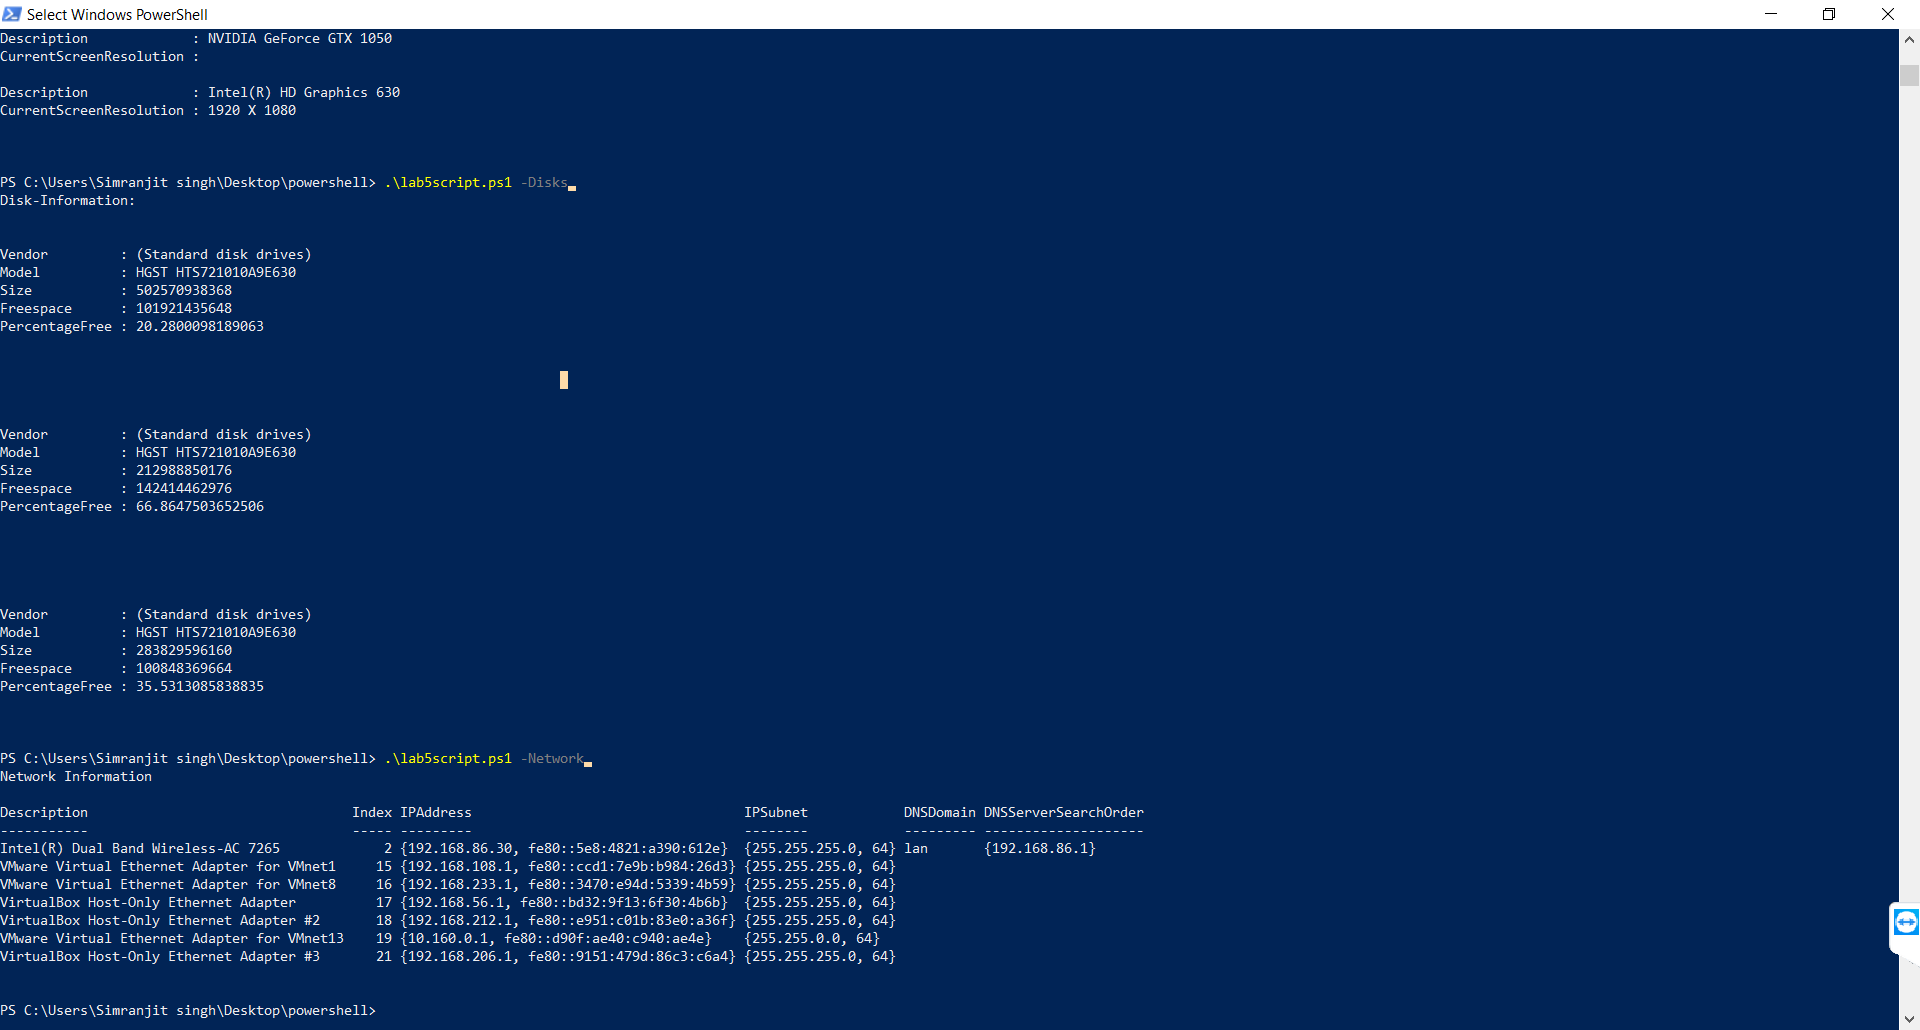 Select Windows PowerShell
Description             : NVIDIA GeForce GTX 1050
CurrentScreenResolution :
Description             : Intel(R) HD Graphics 630
CurrentScreenResolution : 1920 X 1080
PS C:\Users\Simranjit singh\Desktop\powershell> .\lab5script.ps1 -Disks
Disk-Information:
Vendor         : (Standard disk drives)
Model          : HGST HTS721010A9E630
Size           : 502570938368
Freespace      : 101921435648
PercentageFree : 20.2800098189063
Vendor         : (Standard disk drives)
Model          : HGST HTS721010A9E630
Size           : 212988850176
Freespace      : 142414462976
PercentageFree : 66.8647503652506
Vendor         : (Standard disk drives)
Model          : HGST HTS721010A9E630
Size           : 283829596160
Freespace      : 100848369664
PercentageFree : 35.5313085838835
PS C:\Users\Simranjit singh\Desktop\powershell> .\lab5script.ps1 -Network
Network Information
Description                                 Index IPAddress                                  IPSubnet            DNSDomain DNSServerSearchOrder
-----------                                 ----- ---------                                  --------            --------- --------------------
Intel(R) Dual Band Wireless-AC 7265             2 {192.168.86.30, fe80::5e8:4821:a390:612e}  {255.255.255.0, 64} lan       {192.168.86.1}
VMware Virtual Ethernet Adapter for VMnet1     15 {192.168.108.1, fe80::ccd1:7e9b:b984:26d3} {255.255.255.0, 64}
VMware Virtual Ethernet Adapter for VMnet8     16 {192.168.233.1, fe80::3470:e94d:5339:4b59} {255.255.255.0, 64}
VirtualBox Host-Only Ethernet Adapter          17 {192.168.56.1, fe80::bd32:9f13:6f30:4b6b}  {255.255.255.0, 64}
VirtualBox Host-Only Ethernet Adapter #2       18 {192.168.212.1, fe80::e951:c01b:83e0:a36f} {255.255.255.0, 64}
VMware Virtual Ethernet Adapter for VMnet13    19 {10.160.0.1, fe80::d90f:ae40:c940:ae4e}    {255.255.0.0, 64}
VirtualBox Host-Only Ethernet Adapter #3       21 {192.168.206.1, fe80::9151:479d:86c3:c6a4} {255.255.255.0, 64}
PS C:\Users\Simranjit singh\Desktop\powershell>